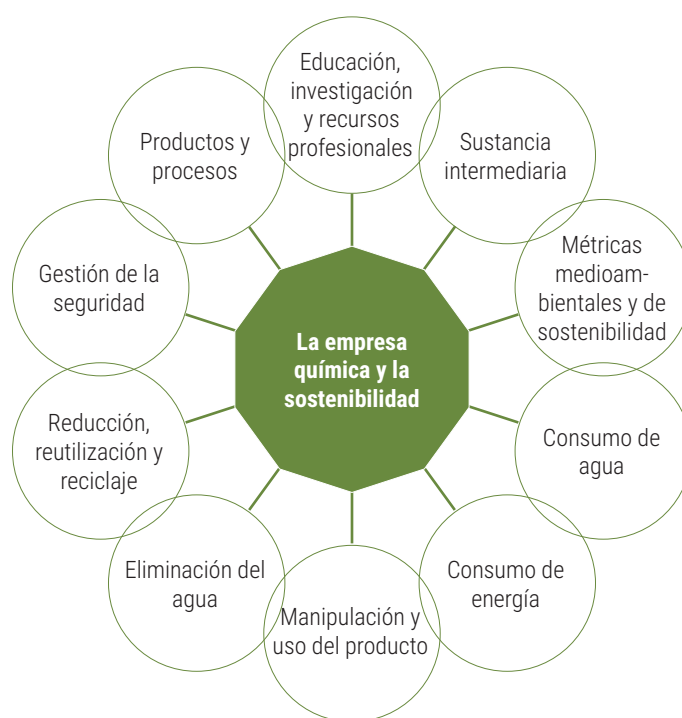 Educación,
investigación
y recursos
profesionales
Sustancia
intermediaria
Métricas
medioam-
bientales y de
sostenibilidad
Consumo de
agua
Consumo de
energía
Manipulación y
uso del producto
Eliminación del
agua
Reducción,
reutilización y
reciclaje
Gestión de la
seguridad
Productos y
procesos
La empresa
química y la
sostenibilidad